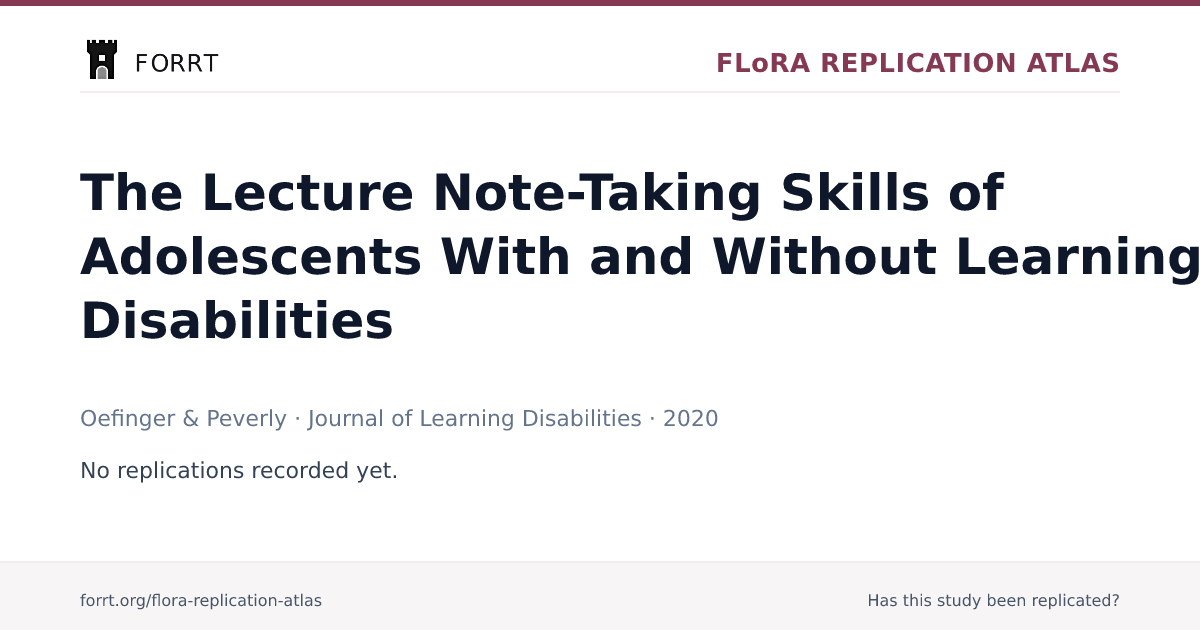 FORRT
FLoRA REPLICATION ATLAS
The Lecture Note-Taking Skills of
Adolescents With and Without Learning
Disabilities
Oefinger & Peverly · Journal of Learning Disabilities · 2020
No replications recorded yet.
forrt.org/flora-replication-atlas
Has this study been replicated?